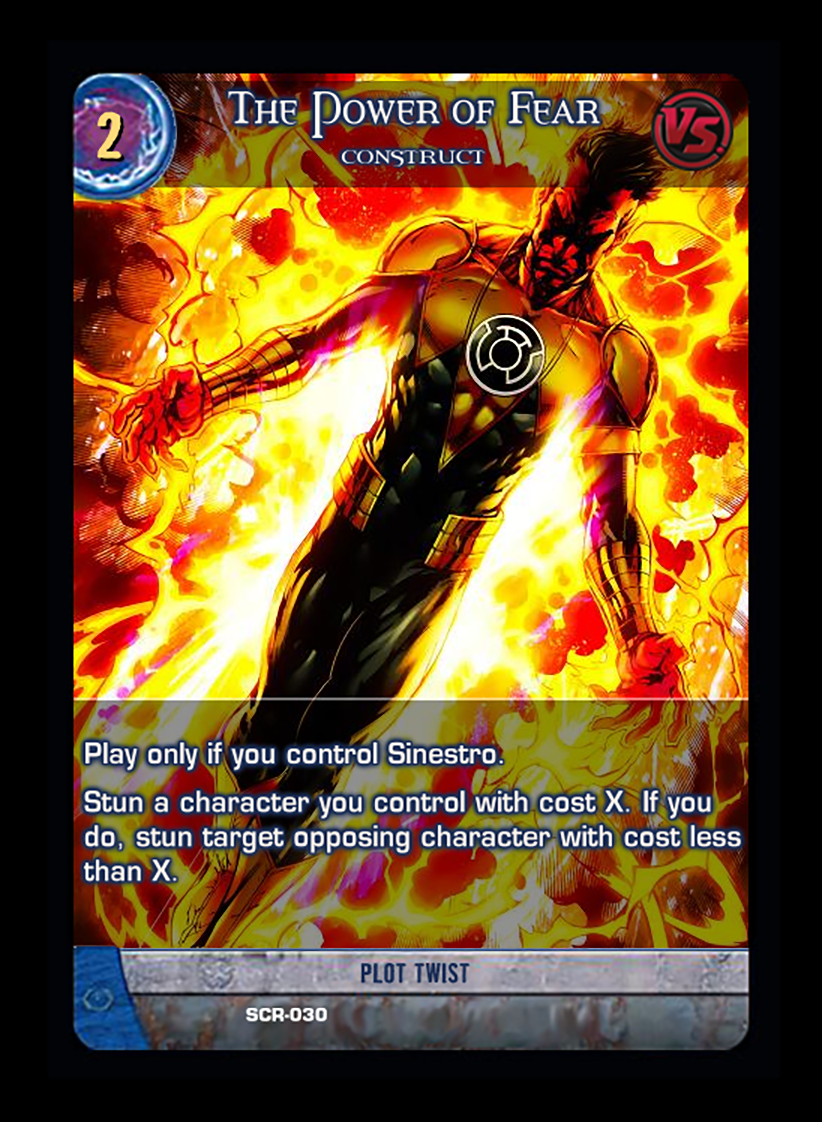 2
The Power of Fear
VS.
CONSTRUCT
Play only if you control Sinestro.
Stun a character you control with cost X. If you
do, stun target opposing character with cost less
than X.
PLOT TWIST
SCR-030